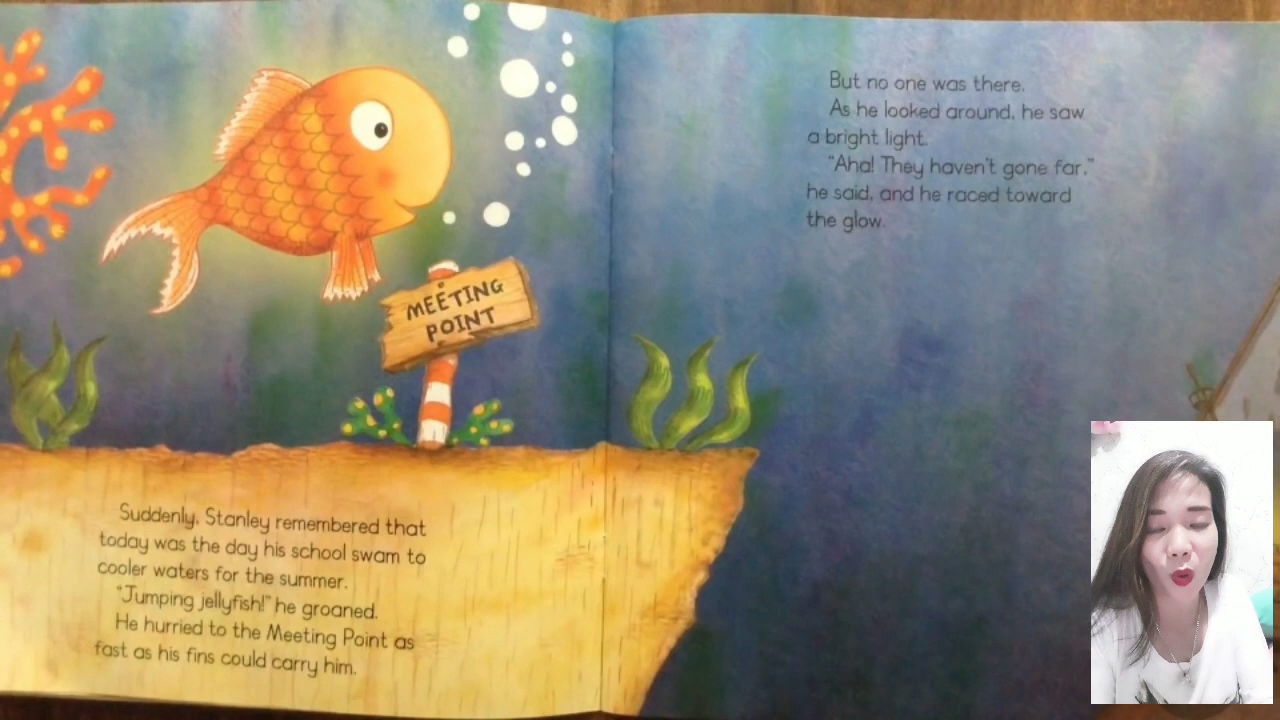 MEETING
POINT
Suddenly, Stanley remembered that
today was the day his school swam to
cooler waters for the summer.
"Jumping jellyfish!" he groaned.
He hurried to the Meeting Point as
fast as his fins could carry him.
But no one was there.
As he looked around, he saw
a bright light.
"Aha! They haven't gone far,"
he said, and he raced toward
the glow.